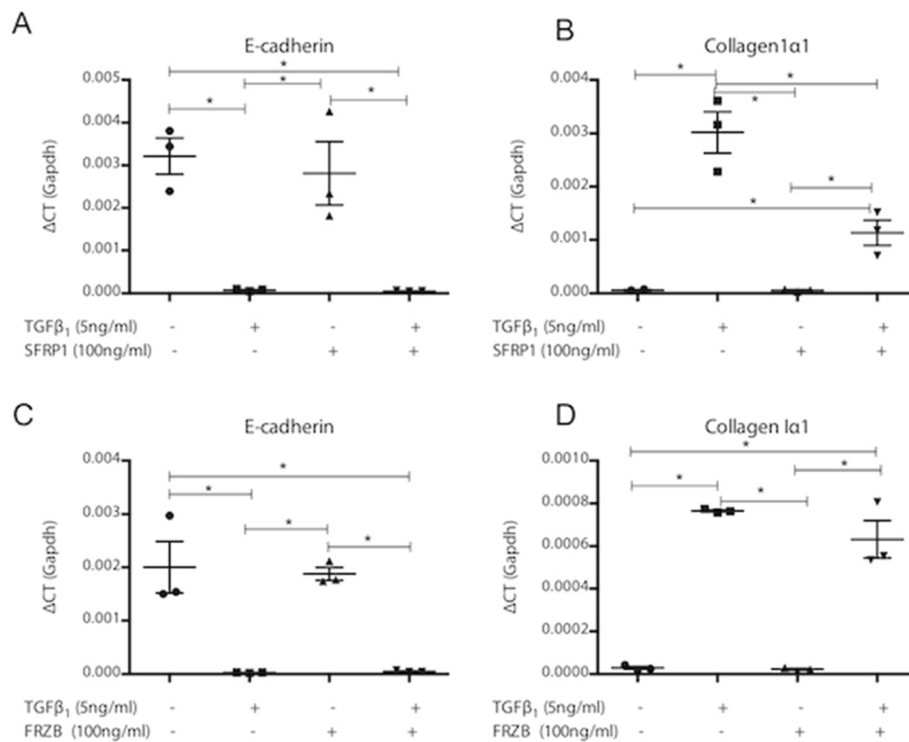 A
E-cadherin
* * * *
0.005
0.004
0.003
0.002
0.001
0.000
ΔCT (Gapdh)
TGFβ1 (5ng/ml) - + - +
SFRP1 (100ng/ml) - - + +
B
Collagen1α1
* * * * *
0.004
0.003
0.002
0.001
0.000
ΔCT (Gapdh)
TGFβ1 (5ng/ml) - + - +
SFRP1 (100ng/ml) - - + +
C
E-cadherin
* * * *
0.004
0.003
0.002
0.001
0.000
ΔCT (Gapdh)
TGFβ1 (5ng/ml) - + - +
FRZB (100ng/ml) - - + +
D
Collagen Iα1
* * * *
0.0010
0.0008
0.0006
0.0004
0.0002
0.0000
ΔCT (Gapdh)
TGFβ1 (5ng/ml) - + - +
FRZB (100ng/ml) - - + +